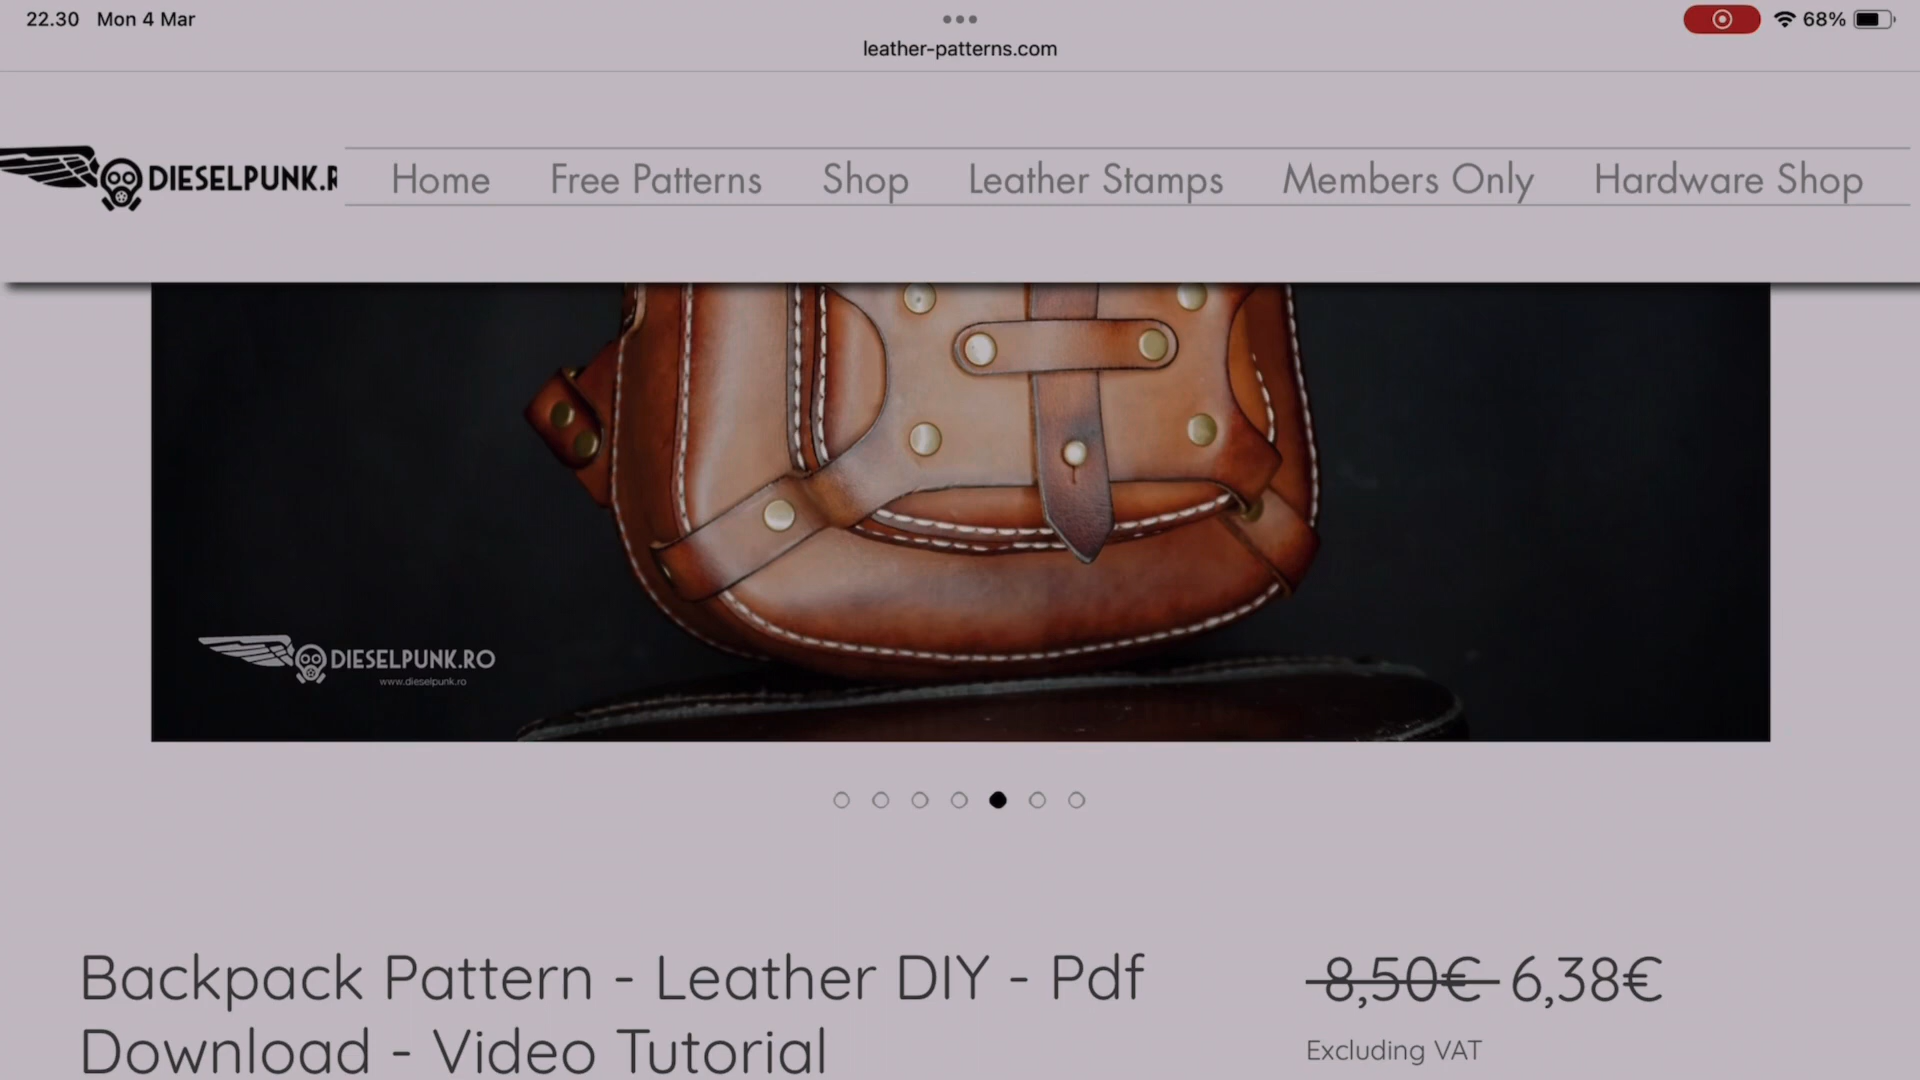 22.30 Mon 4 Mar
68%
leather-patterns.com
DIESELPUNK.R
Home Free Patterns Shop Leather Stamps Members Only Hardware Shop
DIESELPUNK.RO
www.dieselpunk.ro
Backpack Pattern - Leather DIY - Pdf
Download - Video Tutorial
8,50€ 6,38€
Excluding VAT